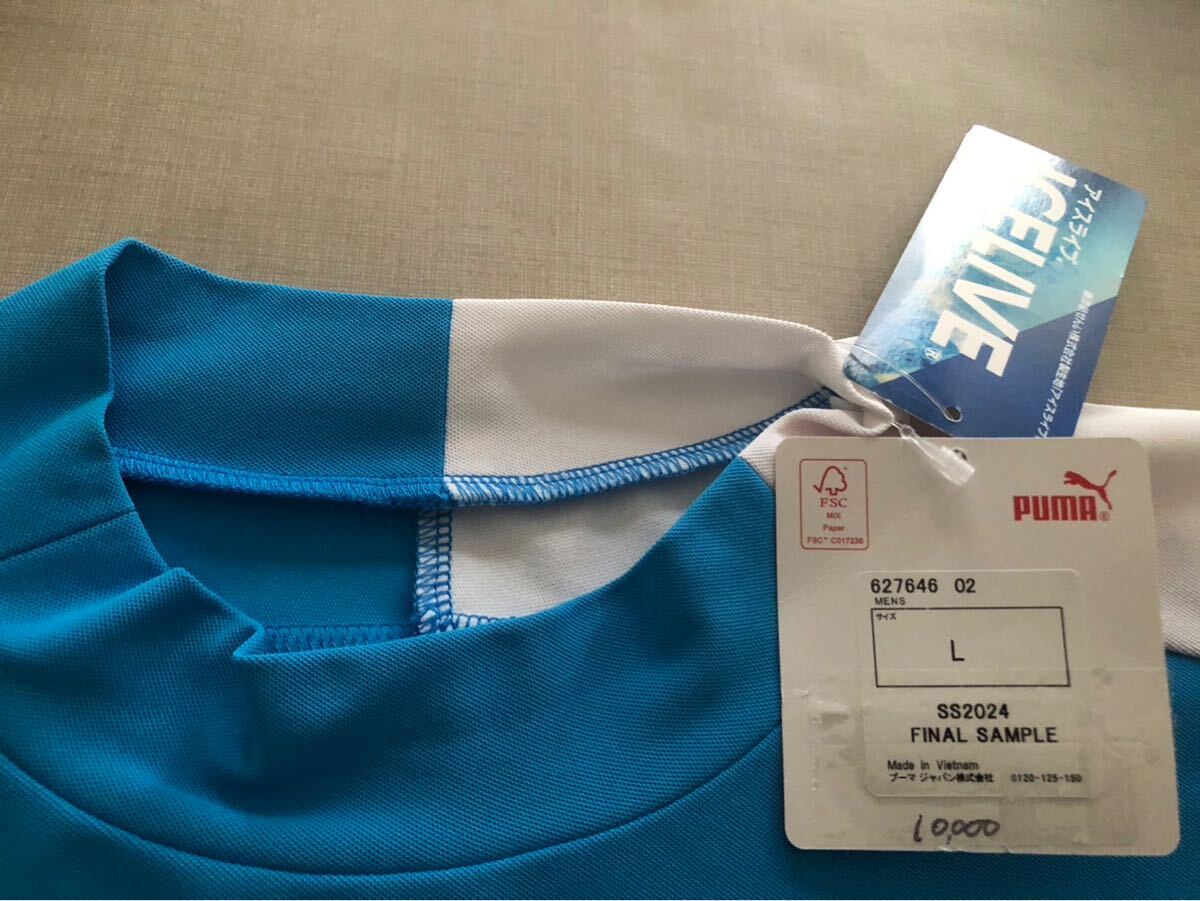 アイスライブ®
ICELIVE®
PUMA®
FSC
MIX
Paper
FSC™ C017236
627646 02
MENS
サイズ
L
SS2024
FINAL SAMPLE
Made in Vietnam
プーマ ジャパン株式会社 0120-125-150
10,000